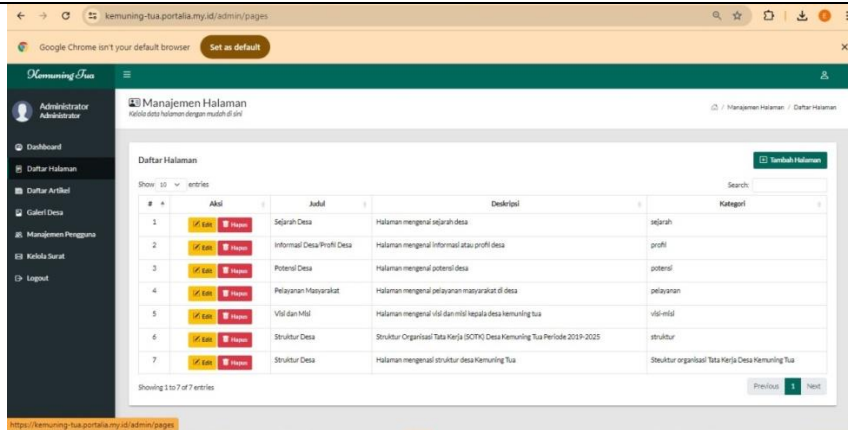 kemuning-tua.portalia.my.id/admin/pages
Google Chrome isn't your default browser Set as default
Kemuning Tua
Administrator
Administrator
Manajemen Halaman
Kelola data halaman dengan mudah di sini
/ Manajemen Halaman / Daftar Halaman
Dashboard
Daftar Halaman
Daftar Artikel
Galeri Desa
Manajemen Pengguna
Kelola Surat
Logout
Daftar Halaman
Tambah Halaman
Show 10 entries
Search:
# Aksi Judul Deskripsi Kategori
1 Edit Hapus Sejarah Desa Halaman mengenai sejarah desa sejarah
2 Edit Hapus Informasi Desa/Profil Desa Halaman mengenai informasi atau profil desa profil
3 Edit Hapus Potensi Desa Halaman mengenai potensi desa potensi
4 Edit Hapus Pelayanan Masyarakat Halaman mengenai pelayanan masyarakat di desa pelayanan
5 Edit Hapus Visi dan Misi Halaman mengenai visi dan misi kepala desa kemuning tua visi-misi
6 Edit Hapus Struktur Desa Struktur Organisasi Tata Kerja (SOTK) Desa Kemuning Tua Periode 2019-2025 struktur
7 Edit Hapus Struktur Desa Halaman mengenasi struktur desa Kemuning Tua Steuktur organisasi Tata Kerja Desa Kemuning Tua
Showing 1 to 7 of 7 entries
Previous 1 Next
https://kemuning-tua.portalia.my.id/admin/pages